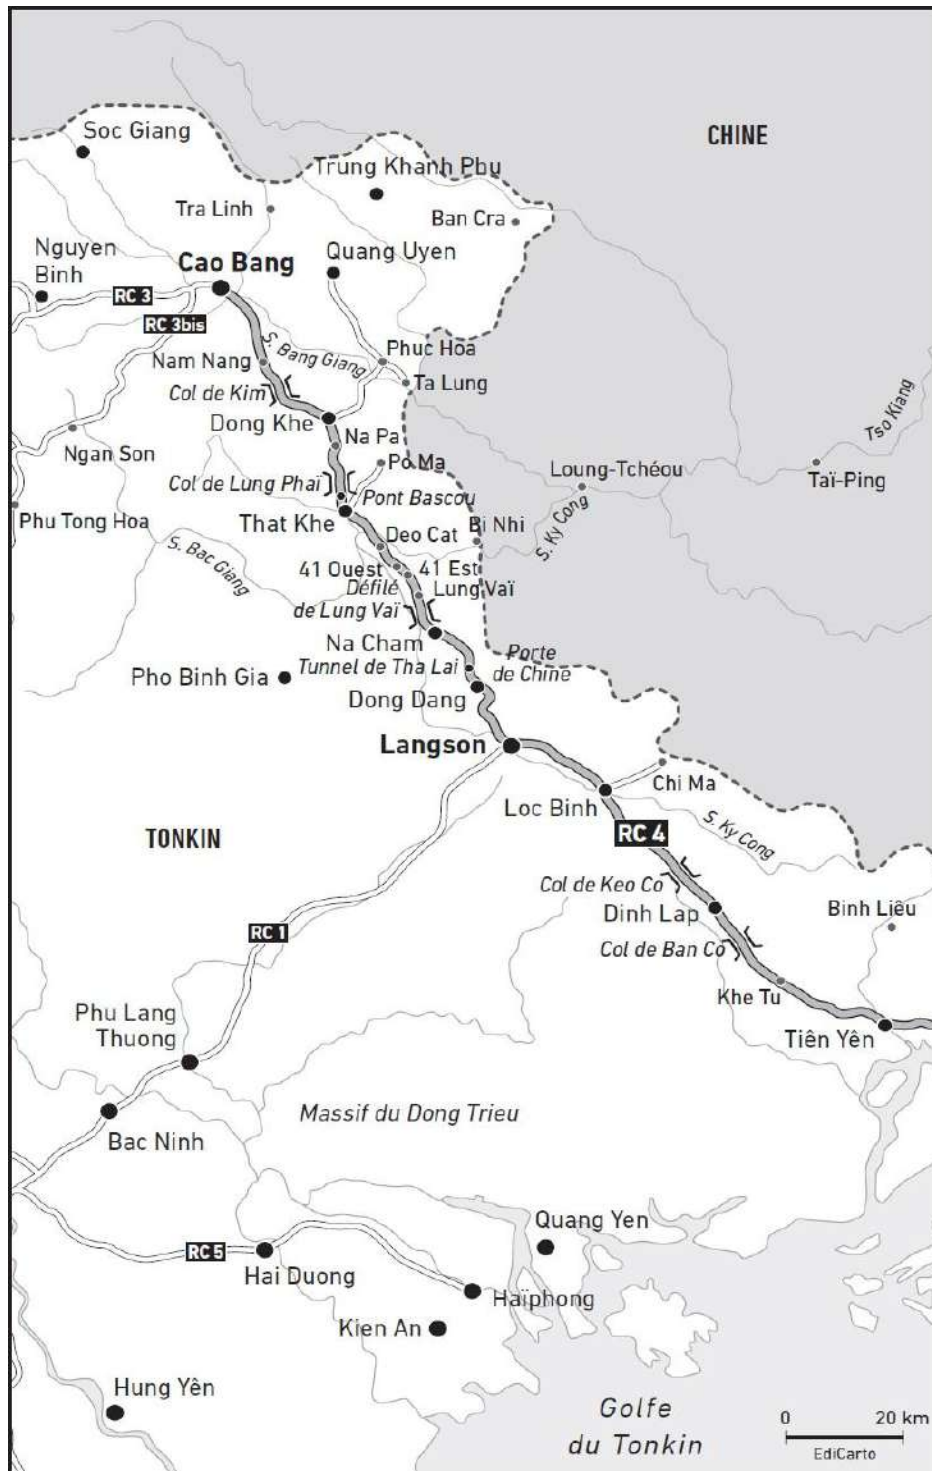 CHINE
Soc Giang
Trung Khanh Phu
Tra Linh
Ban Cra
Nguyen
Binh
Cao Bang
Quang Uyen
RC 3
RC 3bis
S. Bang Giang
Phuc Hoa
Nam Nang
Ta Lung
Col de Kim
Dong Khe
Tso Kiang
Ngan Son
Na Pa
Po Ma
Loung-Tchéou
Taï-Ping
Col de Lung Phaï
Pont Bascou
Phu Tong Hoa
That Khe
Bi Nhi
S. Ky Cong
Deo Cat
S. Bac Giang
41 Ouest
41 Est
Défilé
de Lung Vaï
Lung Vaï
Na Cham
Porte
de Chine
Tunnel de Tha Lai
Pho Binh Gia
Dong Dang
Langson
Chi Ma
Loc Binh
S. Ky Cong
TONKIN
RC 4
Col de Keo Co
Dinh Lap
Binh Liêu
RC 1
Col de Ban Co
Khe Tu
Phu Lang
Thuong
Tiên Yên
Massif du Dong Trieu
Bac Ninh
Quang Yen
RC 5
Hai Duong
Haïphong
Kien An
Hung Yên
Golfe
du Tonkin
0 20 km
EdiCarto